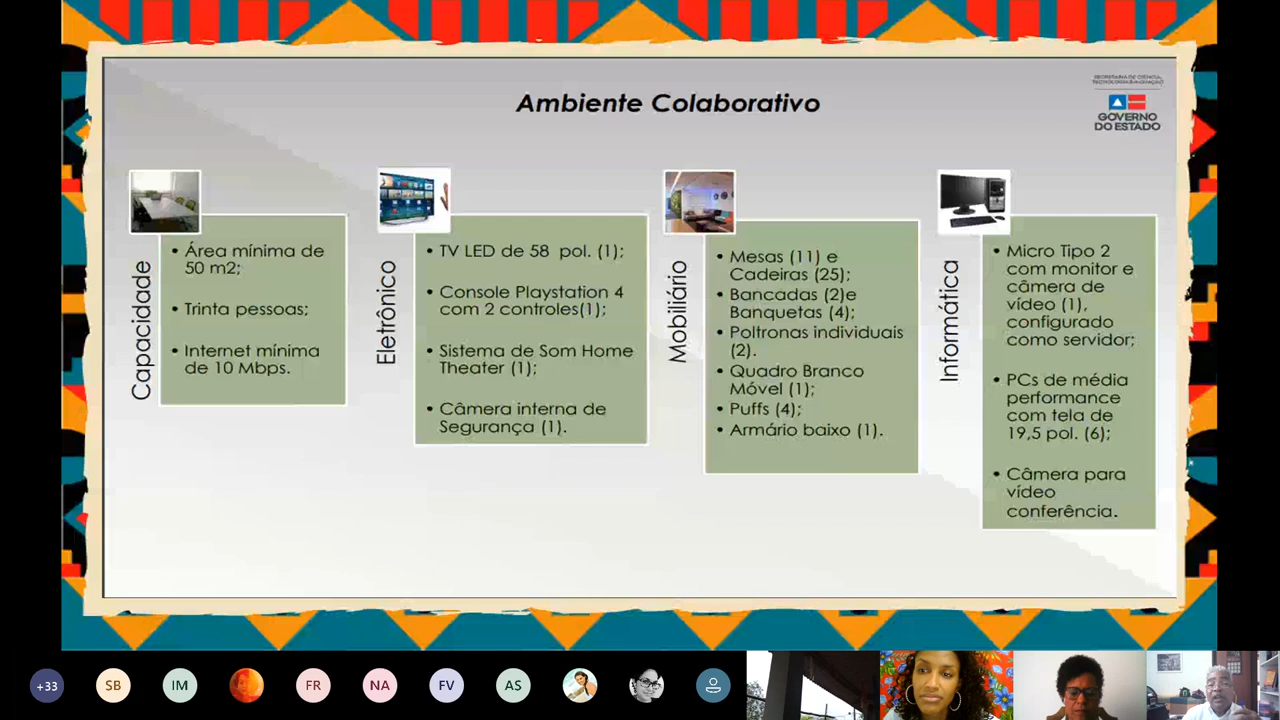 Ambiente Colaborativo
SECRETARIA DE CIÊNCIA,
TECNOLOGIA & INOVAÇÃO
GOVERNO
DO ESTADO
Capacidade
• Área mínima de
50 m2;
• Trinta pessoas;
• Internet mínima
de 10 Mbps.
Eletrônico
• TV LED de 58 pol. (1);
• Console Playstation 4
com 2 controles(1);
• Sistema de Som Home
Theater (1);
• Câmera interna de
Segurança (1).
Mobiliário
• Mesas (11) e
Cadeiras (25);
• Bancadas (2)e
Banquetas (4);
• Poltronas individuais
(2).
• Quadro Branco
Móvel (1);
• Puffs (4);
• Armário baixo (1).
Informática
• Micro Tipo 2
com monitor e
câmera de
vídeo (1),
configurado
como servidor;
• PCs de média
performance
com tela de
19,5 pol. (6);
• Câmera para
vídeo
conferência.
+33
SB
IM
FR
NA
FV
AS